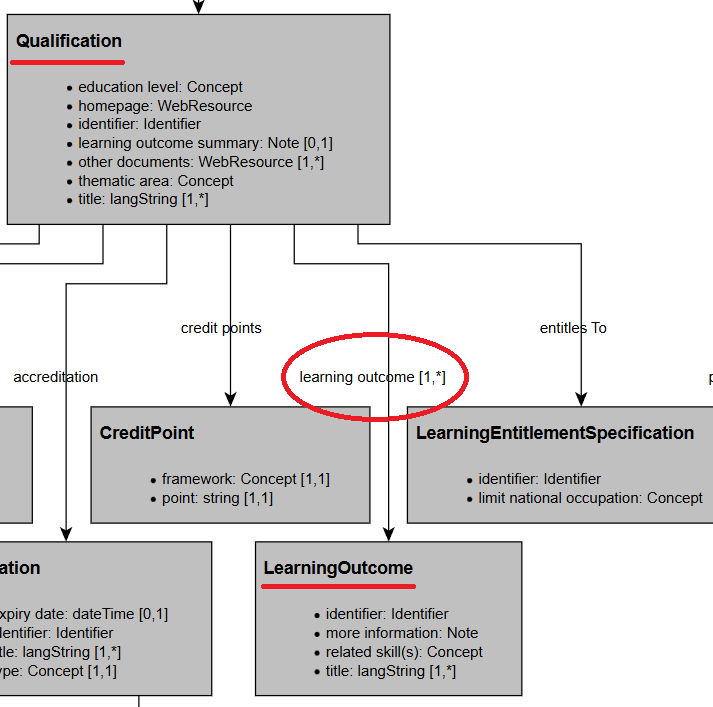 Qualification
education level: Concept
homepage: WebResource
identifier: Identifier
learning outcome summary: Note [0,1]
other documents: WebResource [1,*]
thematic area: Concept
title: langString [1,*]
credit points
entitles To
accreditation
learning outcome [1,*]
p
CreditPoint
framework: Concept [1,1]
point: string [1,1]
LearningEntitlementSpecification
identifier: Identifier
limit national occupation: Concept
ation
xpiry date: dateTime [0,1]
dentifier: Identifier
tle: langString [1,*]
ype: Concept [1,1]
LearningOutcome
identifier: Identifier
more information: Note
related skill(s): Concept
title: langString [1,*]